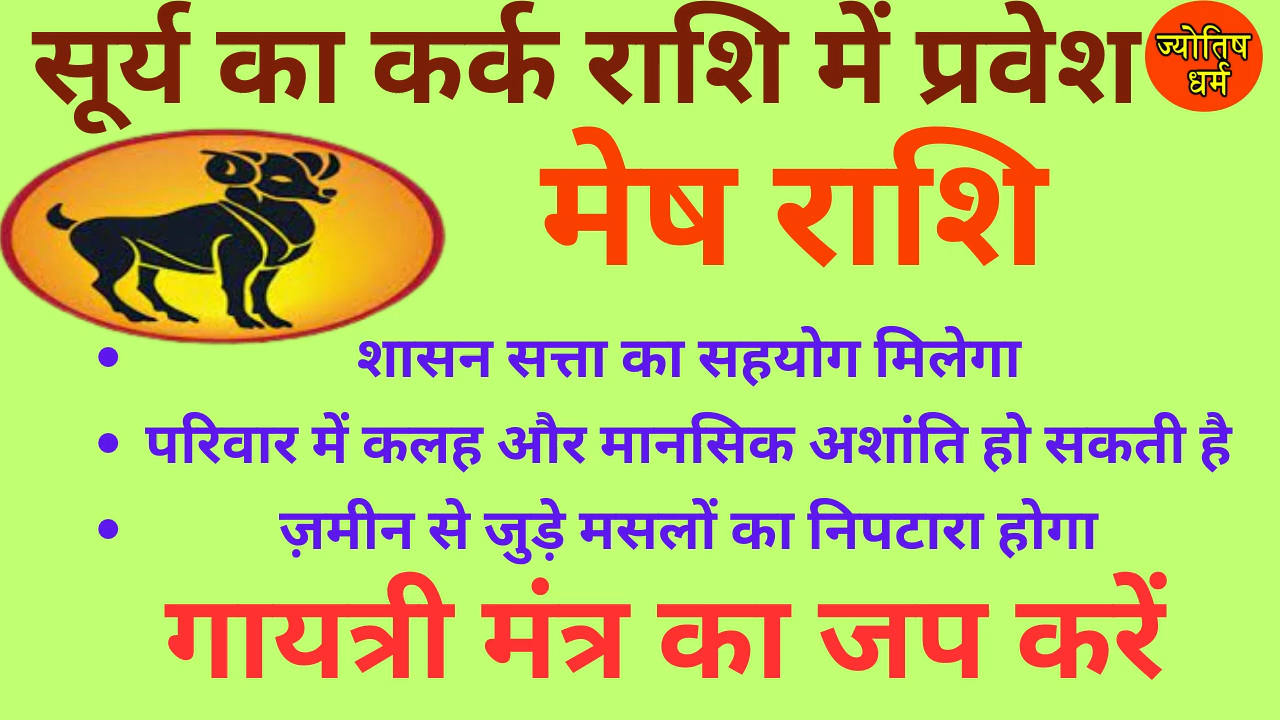 सूर्य का कर्क राशि में प्रवेश
ज्योतिष
धर्म
मेष राशि
• शासन सत्ता का सहयोग मिलेगा
• परिवार में कलह और मानसिक अशांति हो सकती है
• ज़मीन से जुड़े मसलों का निपटारा होगा
गायत्री मंत्र का जप करें